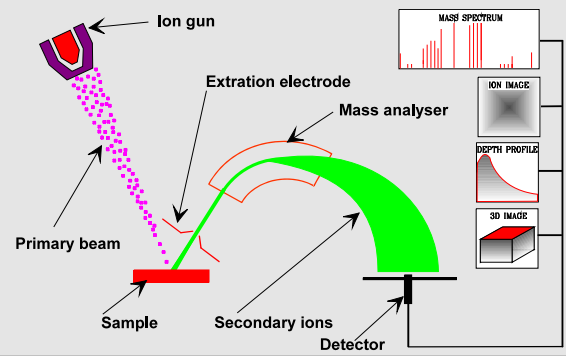 Ion gun
MASS SPECTRUM
Extration electrode
Mass analyser
ION IMAGE
DEPTH PROFILE
3D IMAGE
Primary beam
Sample
Secondary ions
Detector